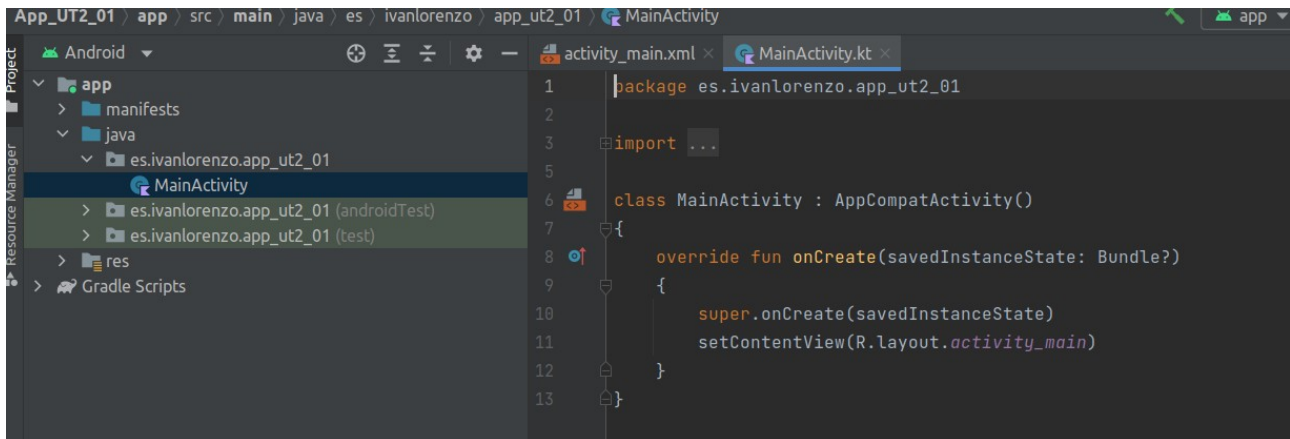 App_UT2_01 〉 app 〉 src 〉 main 〉 java 〉 es 〉 ivanlorenzo 〉 app_ut2_01 〉 MainActivity
app
Project
Resource Manager
Android
app
manifests
java
es.ivanlorenzo.app_ut2_01
MainActivity
es.ivanlorenzo.app_ut2_01 (androidTest)
es.ivanlorenzo.app_ut2_01 (test)
res
Gradle Scripts
activity_main.xml
MainActivity.kt
1 package es.ivanlorenzo.app_ut2_01
2
3 import ...
5
6 class MainActivity : AppCompatActivity()
7 {
8 override fun onCreate(savedInstanceState: Bundle?)
9 {
10 super.onCreate(savedInstanceState)
11 setContentView(R.layout.activity_main)
12 }
13 }